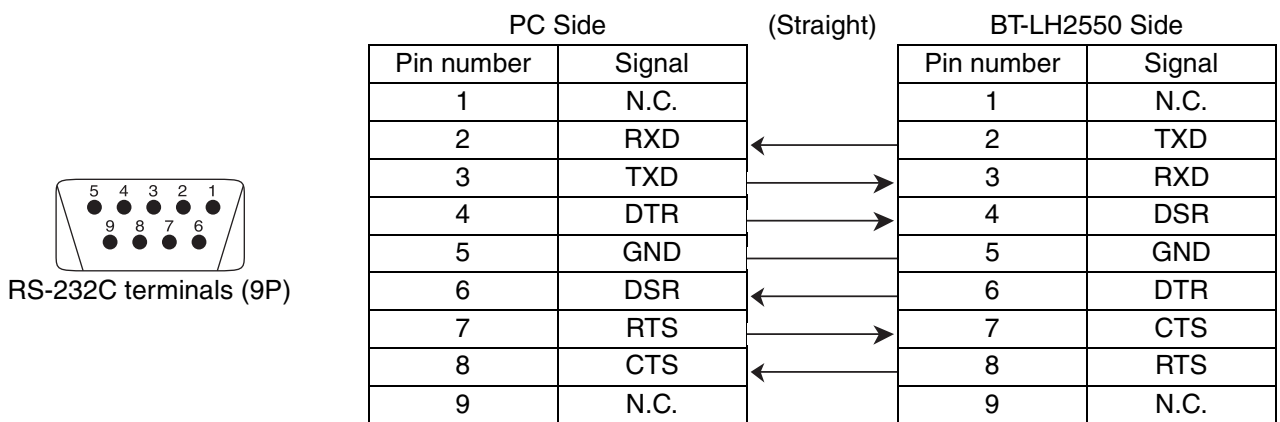 PC Side (Straight) BT-LH2550 Side
Pin number Signal Pin number Signal
1 N.C. 1 N.C.
2 RXD 2 TXD
3 TXD 3 RXD
4 DTR 4 DSR
5 GND 5 GND
6 DSR 6 DTR
7 RTS 7 CTS
8 CTS 8 RTS
9 N.C. 9 N.C.
5 4 3 2 1
9 8 7 6
RS-232C terminals (9P)